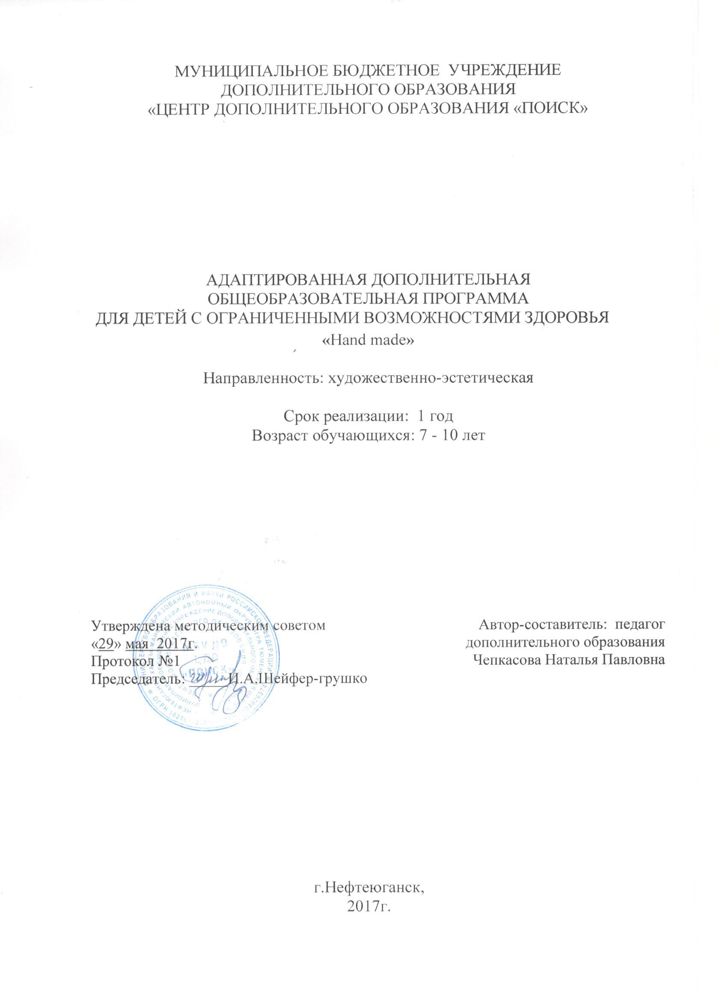 МУНИЦИПАЛЬНОЕ БЮДЖЕТНОЕ УЧРЕЖДЕНИЕ
ДОПОЛНИТЕЛЬНОГО ОБРАЗОВАНИЯ
«ЦЕНТР ДОПОЛНИТЕЛЬНОГО ОБРАЗОВАНИЯ «ПОИСК»
АДАПТИРОВАННАЯ ДОПОЛНИТЕЛЬНАЯ
ОБЩЕОБРАЗОВАТЕЛЬНАЯ ПРОГРАММА
ДЛЯ ДЕТЕЙ С ОГРАНИЧЕННЫМИ ВОЗМОЖНОСТЯМИ ЗДОРОВЬЯ
«Hand made»
Направленность: художественно-эстетическая
Срок реализации: 1 год
Возраст обучающихся: 7 - 10 лет
Утверждена методическим советом
«29» мая 2017г.
Протокол №1
Председатель: _____И.А.Шейфер-грушко
Автор-составитель: педагог
дополнительного образования
Чепкасова Наталья Павловна
г.Нефтеюганск,
2017г.